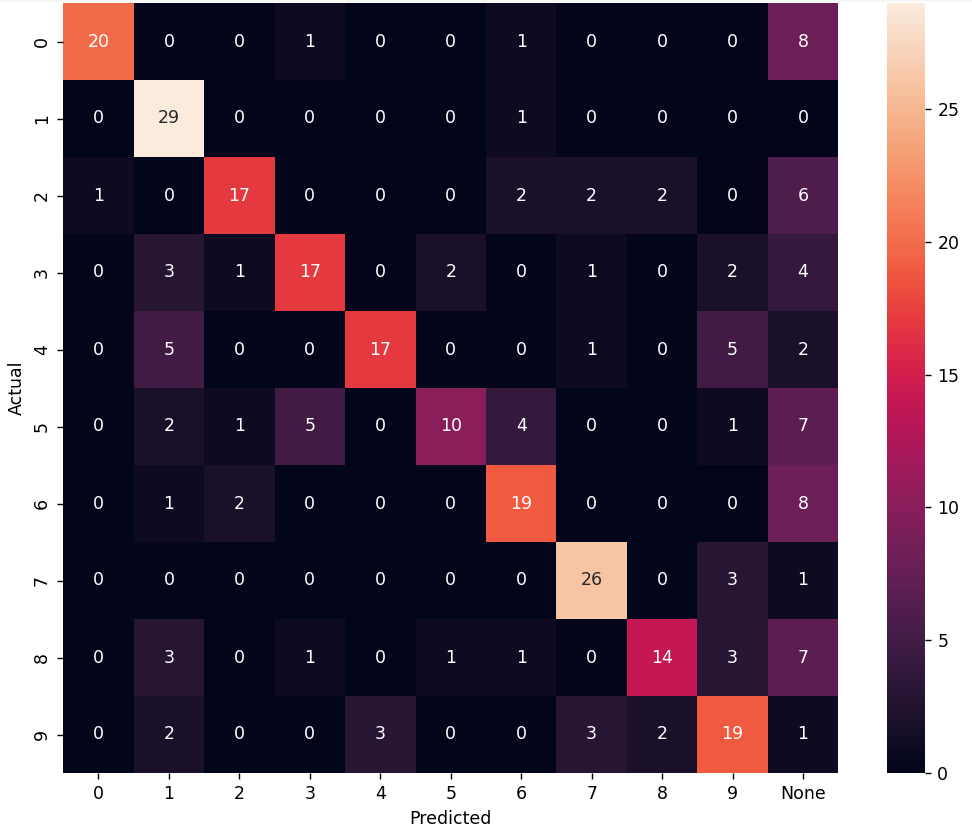 0 20 0 0 1 0 0 1 0 0 0 8
1 0 29 0 0 0 0 1 0 0 0 0
2 1 0 17 0 0 0 2 2 2 0 6
3 0 3 1 17 0 2 0 1 0 2 4
4 0 5 0 0 17 0 0 1 0 5 2
5 0 2 1 5 0 10 4 0 0 1 7
6 0 1 2 0 0 0 19 0 0 0 8
7 0 0 0 0 0 0 0 26 0 3 1
8 0 3 0 1 0 1 1 0 14 3 7
9 0 2 0 0 3 0 0 3 2 19 1
0 1 2 3 4 5 6 7 8 9 None
Predicted
Actual
25
20
15
10
5
0